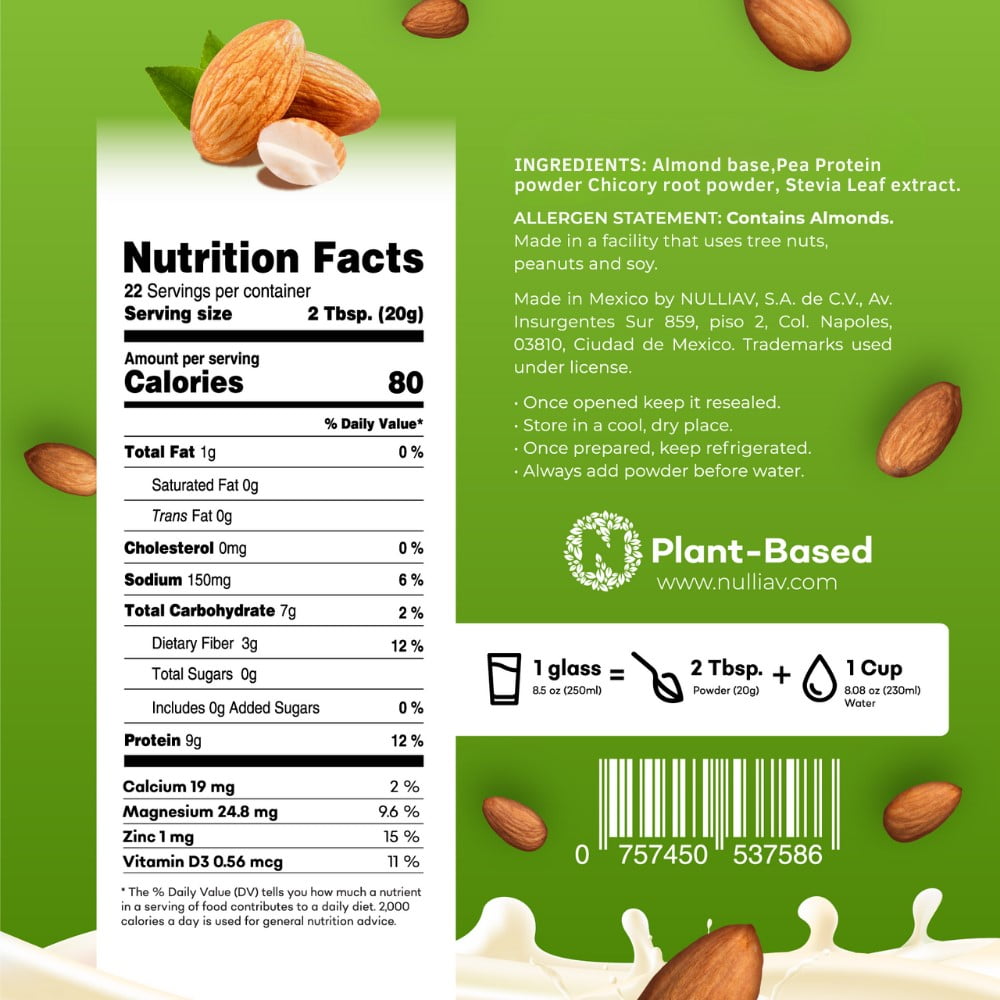 Nutrition Facts
22 Servings per container
Serving size 2 Tbsp. (20g)
Amount per serving
Calories 80
% Daily Value*
Total Fat 1g 0 %
Saturated Fat 0g
Trans Fat 0g
Cholesterol 0mg 0 %
Sodium 150mg 6 %
Total Carbohydrate 7g 2 %
Dietary Fiber 3g 12 %
Total Sugars 0g
Includes 0g Added Sugars 0 %
Protein 9g 12 %
Calcium 19 mg 2 %
Magnesium 24.8 mg 9.6 %
Zinc 1 mg 15 %
Vitamin D3 0.56 mcg 11 %
* The % Daily Value (DV) tells you how much a nutrient
in a serving of food contributes to a daily diet. 2,000
calories a day is used for general nutrition advice.
INGREDIENTS: Almond base,Pea Protein
powder Chicory root powder, Stevia Leaf extract.
ALLERGEN STATEMENT: Contains Almonds.
Made in a facility that uses tree nuts,
peanuts and soy.
Made in Mexico by NULLIAV, S.A. de C.V., Av.
Insurgentes Sur 859, piso 2, Col. Napoles,
03810, Ciudad de Mexico. Trademarks used
under license.
• Once opened keep it resealed.
• Store in a cool, dry place.
• Once prepared, keep refrigerated.
• Always add powder before water.
N Plant-Based
www.nulliav.com
1 glass = 2 Tbsp. + 1 Cup
8.5 oz (250ml) Powder (20g) 8.08 oz (230ml)
Water
0 757450 537586